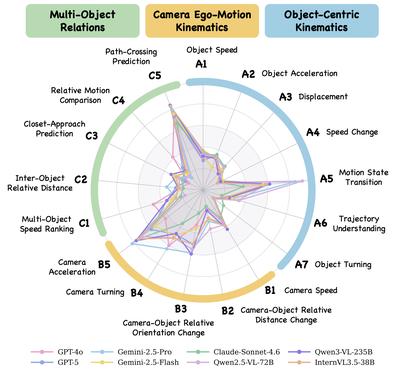 Multi-Object
Relations
Camera Ego-Motion
Kinematics
Object-Centric
Kinematics
A1 Object Speed
A2 Object Acceleration
A3 Displacement
A4 Speed Change
A5 Motion State
Transition
A6 Trajectory
Understanding
A7 Object Turning
B1 Camera Speed
B2 Camera-Object Relative
Distance Change
B3 Camera-Object Relative
Orientation Change
B4 Camera Turning
B5 Camera
Acceleration
C1 Multi-Object
Speed Ranking
C2 Inter-Object
Relative Distance
C3 Closet-Approach
Prediction
C4 Relative Motion
Comparison
C5 Path-Crossing
Prediction
GPT-4o Gemini-2.5-Pro Claude-Sonnet-4.6 Qwen3-VL-235B
GPT-5 Gemini-2.5-Flash Qwen2.5-VL-72B InternVL3.5-38B